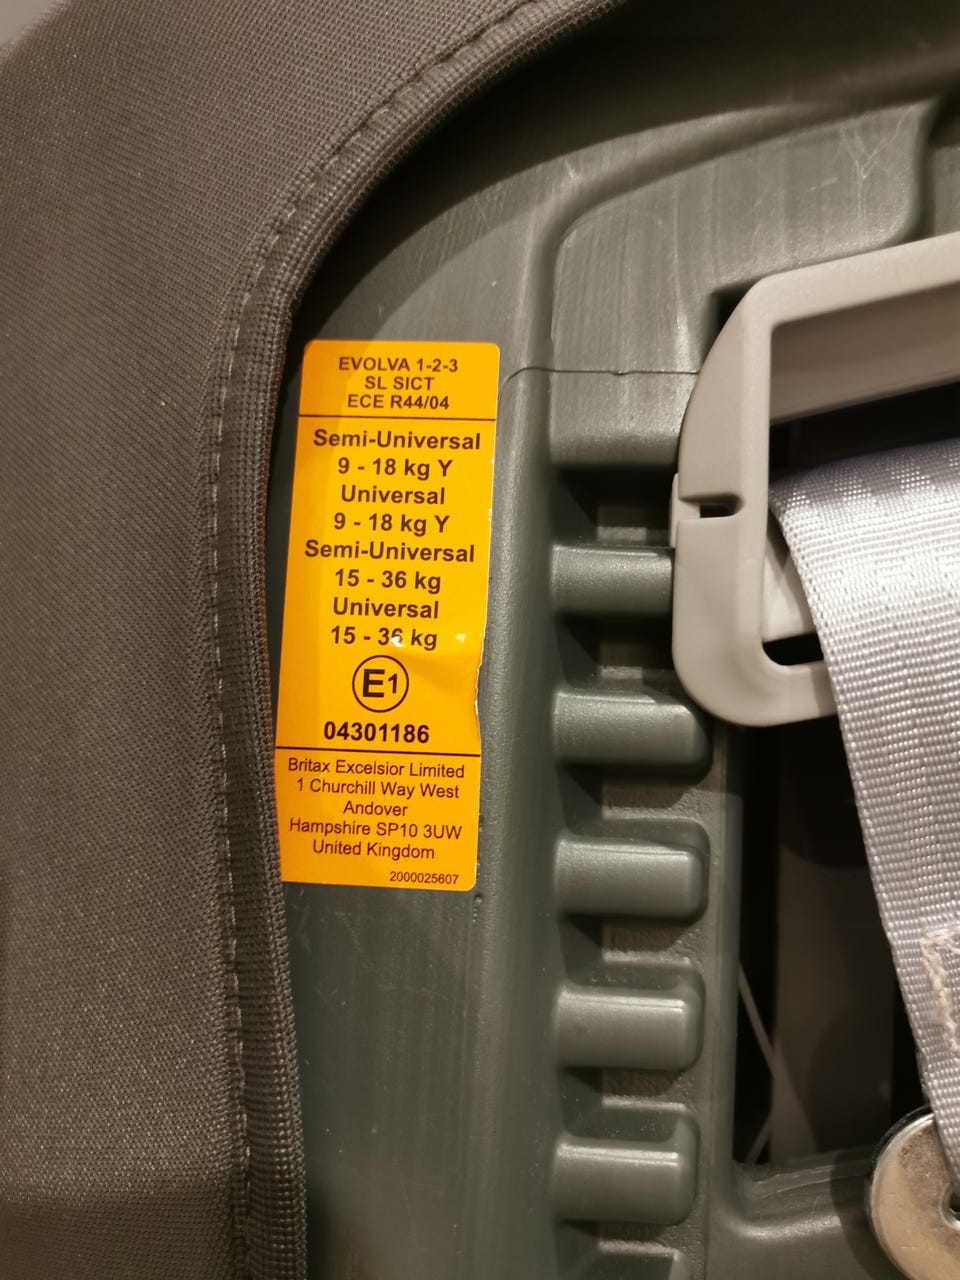 EVOLVA 1-2-3
SL SICT
ECE R44/04
Semi-Universal
9 - 18 kg Y
Universal
9 - 18 kg Y
Semi-Universal
15 - 36 kg
Universal
15 - 36 kg
E1
04301186
Britax Excelsior Limited
1 Churchill Way West
Andover
Hampshire SP10 3UW
United Kingdom
2000025607